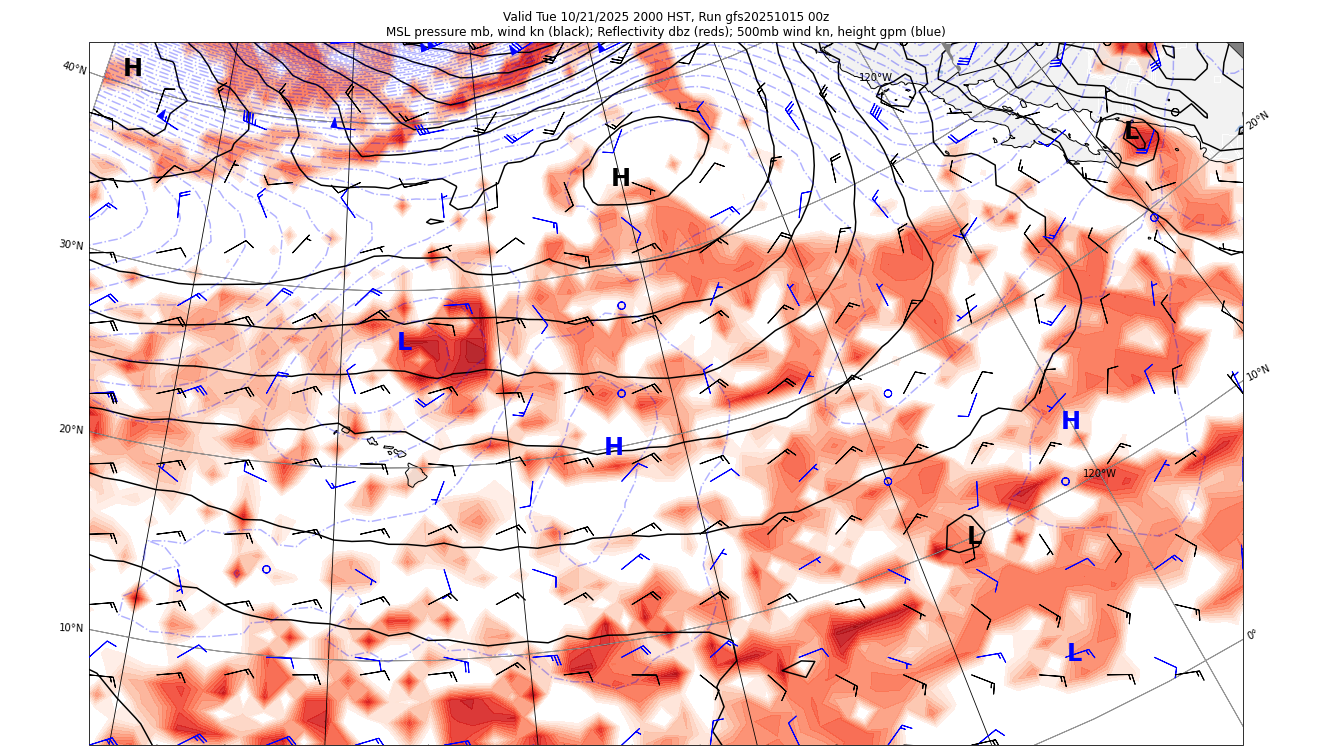 Valid Tue 10/21/2025 2000 HST, Run gfs20251015 00z
MSL pressure mb, wind kn (black); Reflectivity dbz (reds); 500mb wind kn, height gpm (blue)
40°N
H
120°W
20°N
L
H
30°N
L
10°N
20°N
H
H
120°W
L
10°N
0°
L